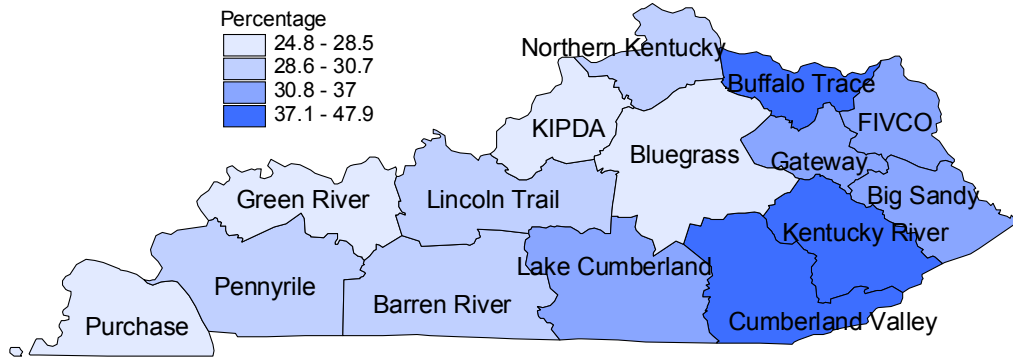 Percentage
24.8 - 28.5
28.6 - 30.7
30.8 - 37
37.1 - 47.9
Northern Kentucky
Buffalo Trace
FIVCO
KIPDA
Bluegrass
Gateway
Big Sandy
Green River
Lincoln Trail
Kentucky River
Lake Cumberland
Pennyrile
Barren River
Purchase
Cumberland Valley